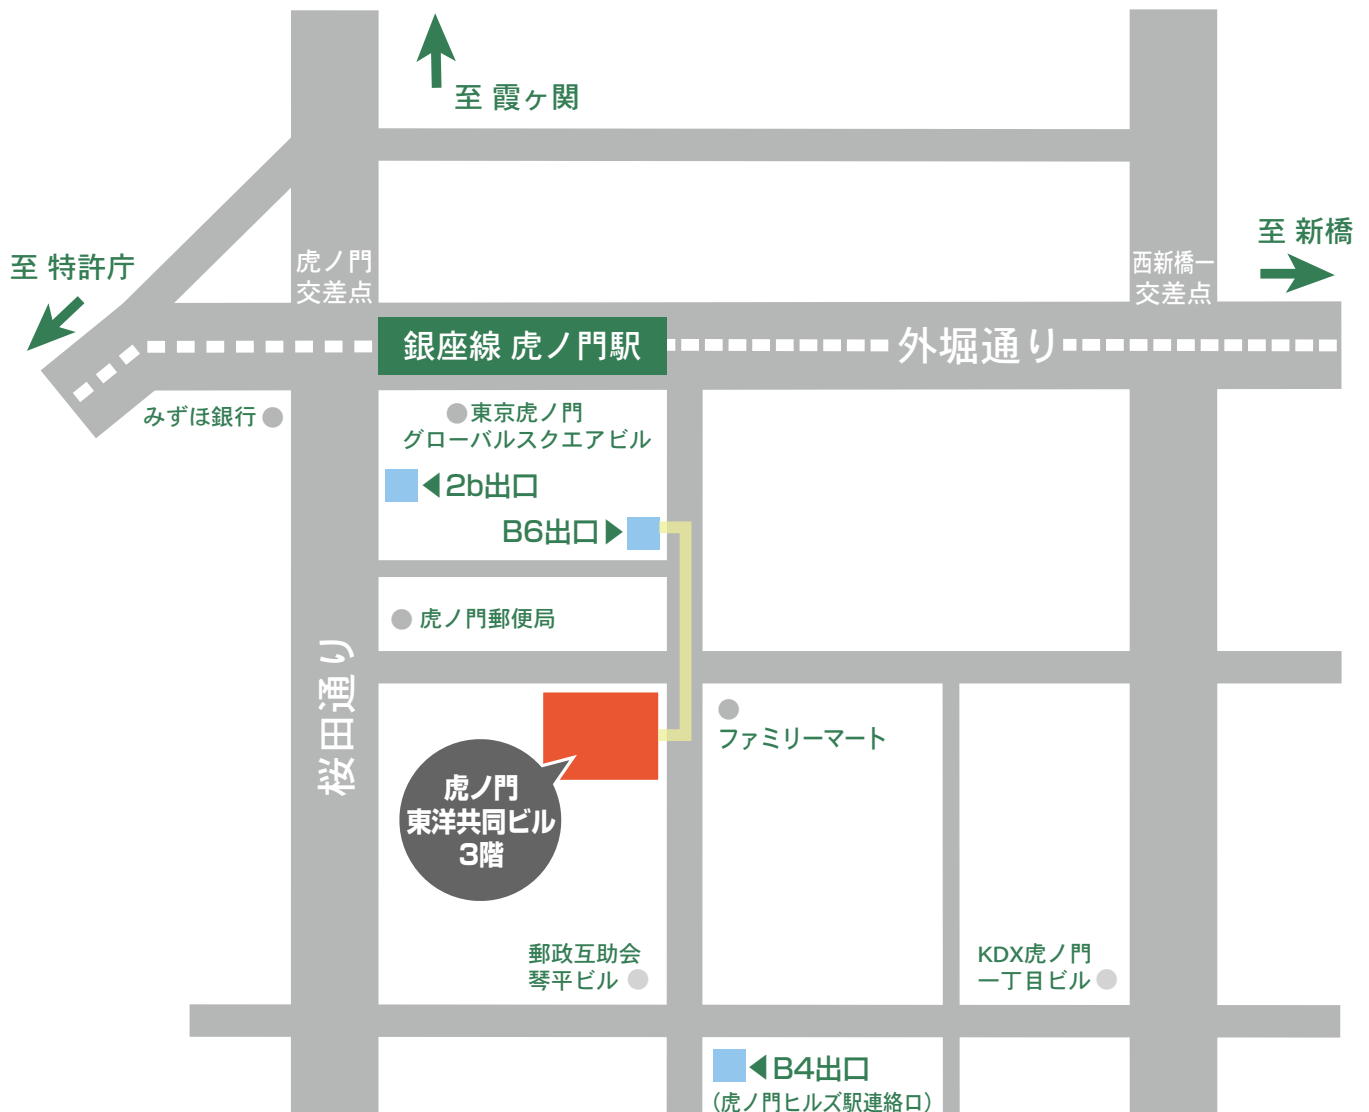 至 霞ヶ関
至 新橋
至 特許庁
虎ノ門
交差点
西新橋一
交差点
銀座線 虎ノ門駅
外堀通り
みずほ銀行
東京虎ノ門
グローバルスクエアビル
2b出口
B6出口
虎ノ門郵便局
桜田通り
ファミリーマート
虎ノ門
東洋共同ビル
3階
郵政互助会
琴平ビル
KDX虎ノ門
一丁目ビル
B4出口
(虎ノ門ヒルズ駅連絡口)